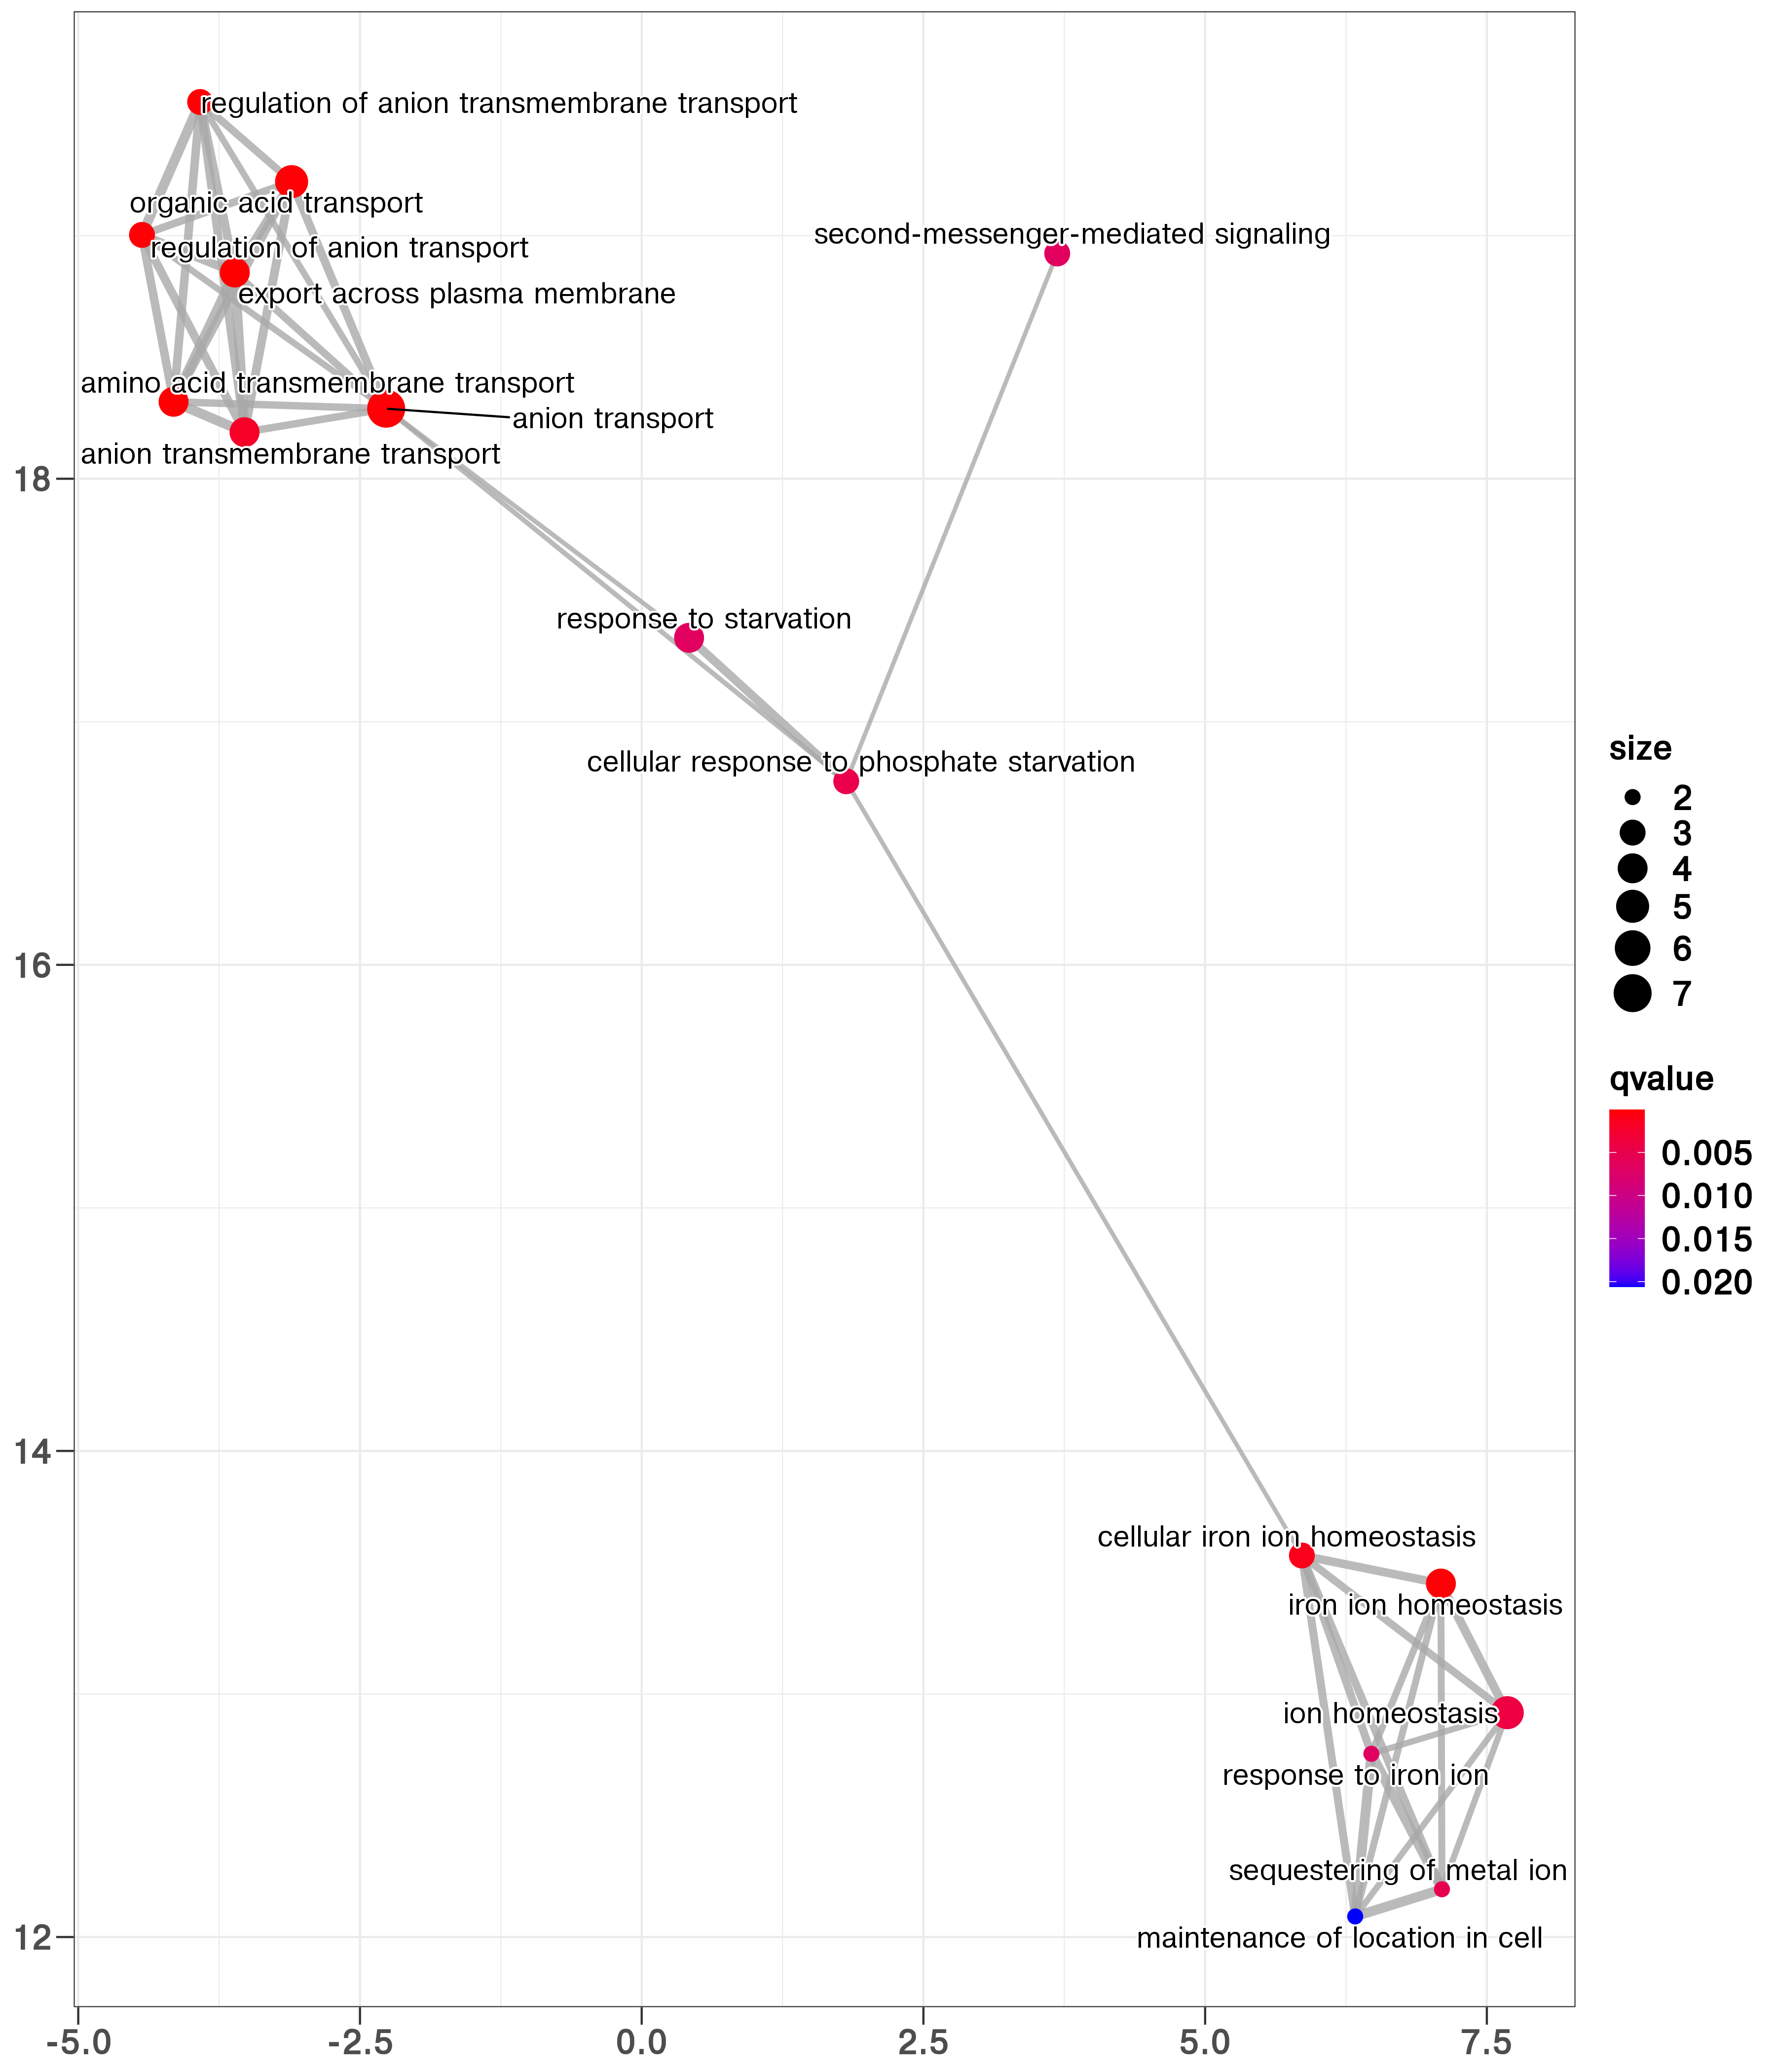 regulation of anion transmembrane transport
organic acid transport
regulation of anion transport
export across plasma membrane
amino acid transmembrane transport
anion transport
anion transmembrane transport
second-messenger-mediated signaling
response to starvation
cellular response to phosphate starvation
cellular iron ion homeostasis
iron ion homeostasis
ion homeostasis
response to iron ion
sequestering of metal ion
maintenance of location in cell
18
16
14
12
-5.0
-2.5
0.0
2.5
5.0
7.5
size
2
3
4
5
6
7
qvalue
0.005
0.010
0.015
0.020